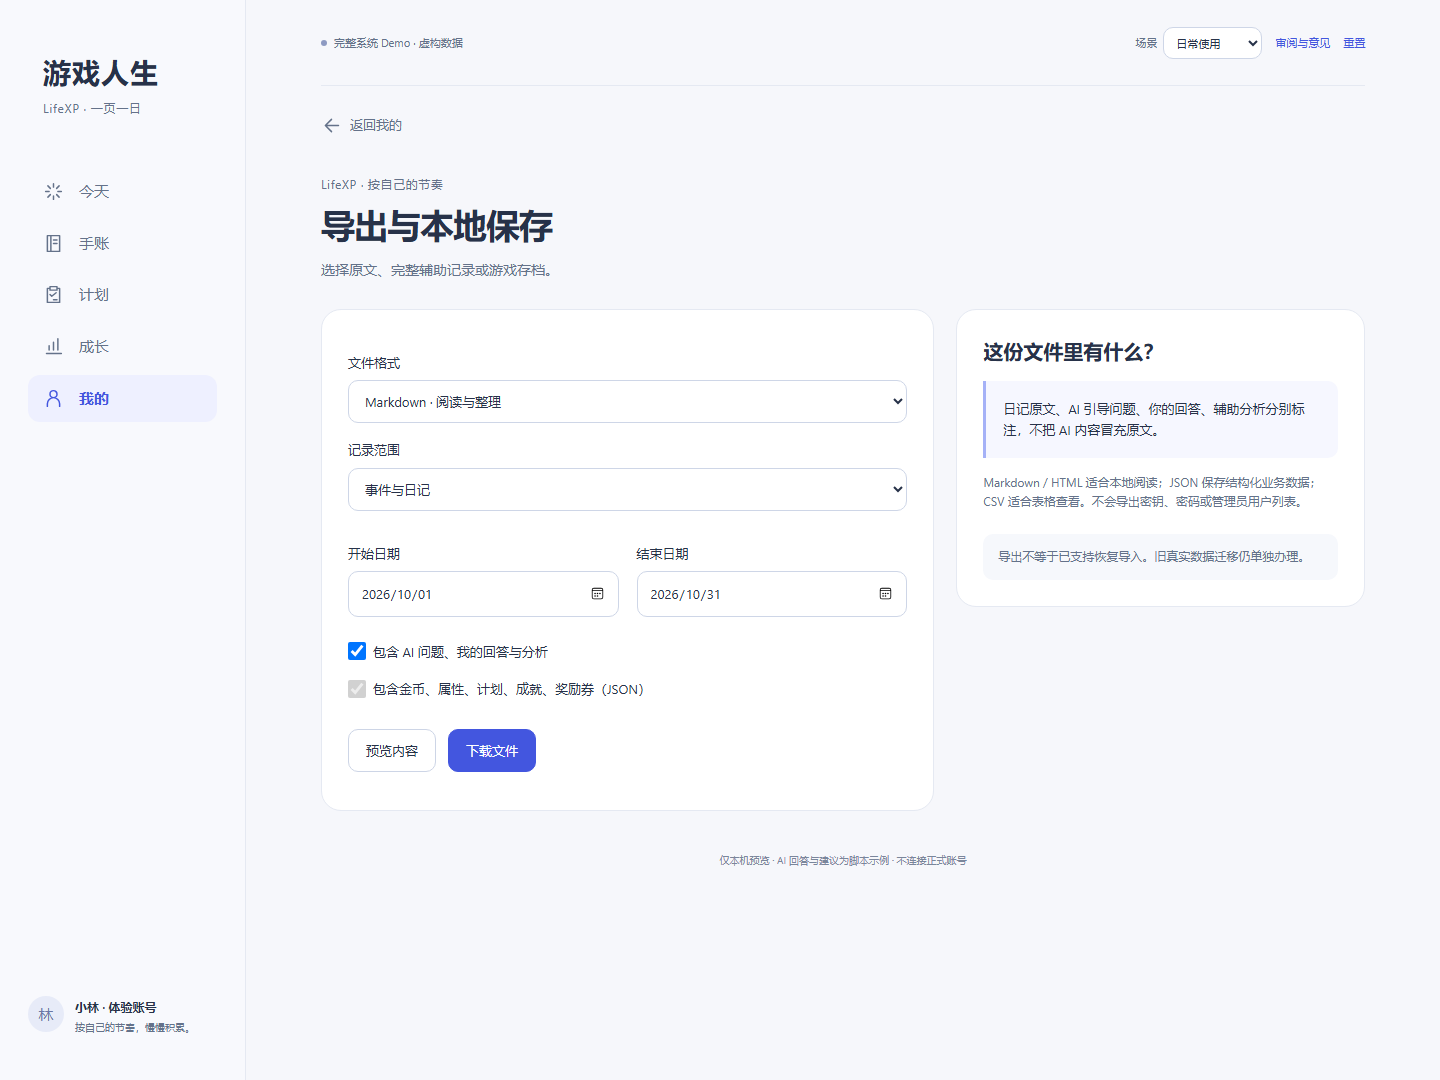 游戏人生
LifeXP · 一页一日
今天
手账
计划
成长
我的
小林 · 体验账号
按自己的节奏，慢慢积累。
完整系统 Demo · 虚构数据
场景
日常使用
审阅与意见
重置
返回我的
LifeXP · 按自己的节奏
导出与本地保存
选择原文、完整辅助记录或游戏存档。
文件格式
Markdown · 阅读与整理
记录范围
事件与日记
开始日期
结束日期
2026/10/01
2026/10/31
包含 AI 问题、我的回答与分析
包含金币、属性、计划、成就、奖励券（JSON）
预览内容
下载文件
这份文件里有什么？
日记原文、AI 引导问题、你的回答、辅助分析分别标
注，不把 AI 内容冒充原文。
Markdown / HTML 适合本地阅读；JSON 保存结构化业务数据；
CSV 适合表格查看。不会导出密钥、密码或管理员用户列表。
导出不等于已支持恢复导入。旧真实数据迁移仍单独办理。
仅本机预览 · AI 回答与建议为脚本示例 · 不连接正式账号